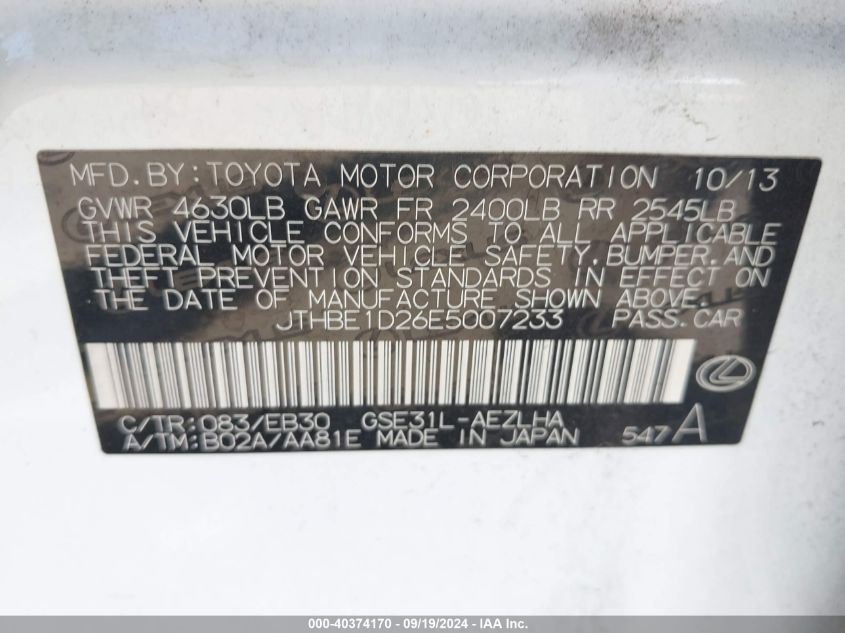 MFD. BY: TOYOTA MOTOR CORPORATION 10/13
GVWR 4630LB GAWR FR 2400LB RR 2545LB
THIS VEHICLE CONFORMS TO ALL APPLICABLE
FEDERAL MOTOR VEHICLE SAFETY, BUMPER, AND
THEFT PREVENTION STANDARDS IN EFFECT ON
THE DATE OF MANUFACTURE SHOWN ABOVE.
JTHBE1D26E5007233 PASS.CAR
C/TR: 083/EB30 GSE31L-AEZLHA
A/TM: B02A/AA81E MADE IN JAPAN 547 A
000-40374170 - 09/19/2024 - IAA Inc.